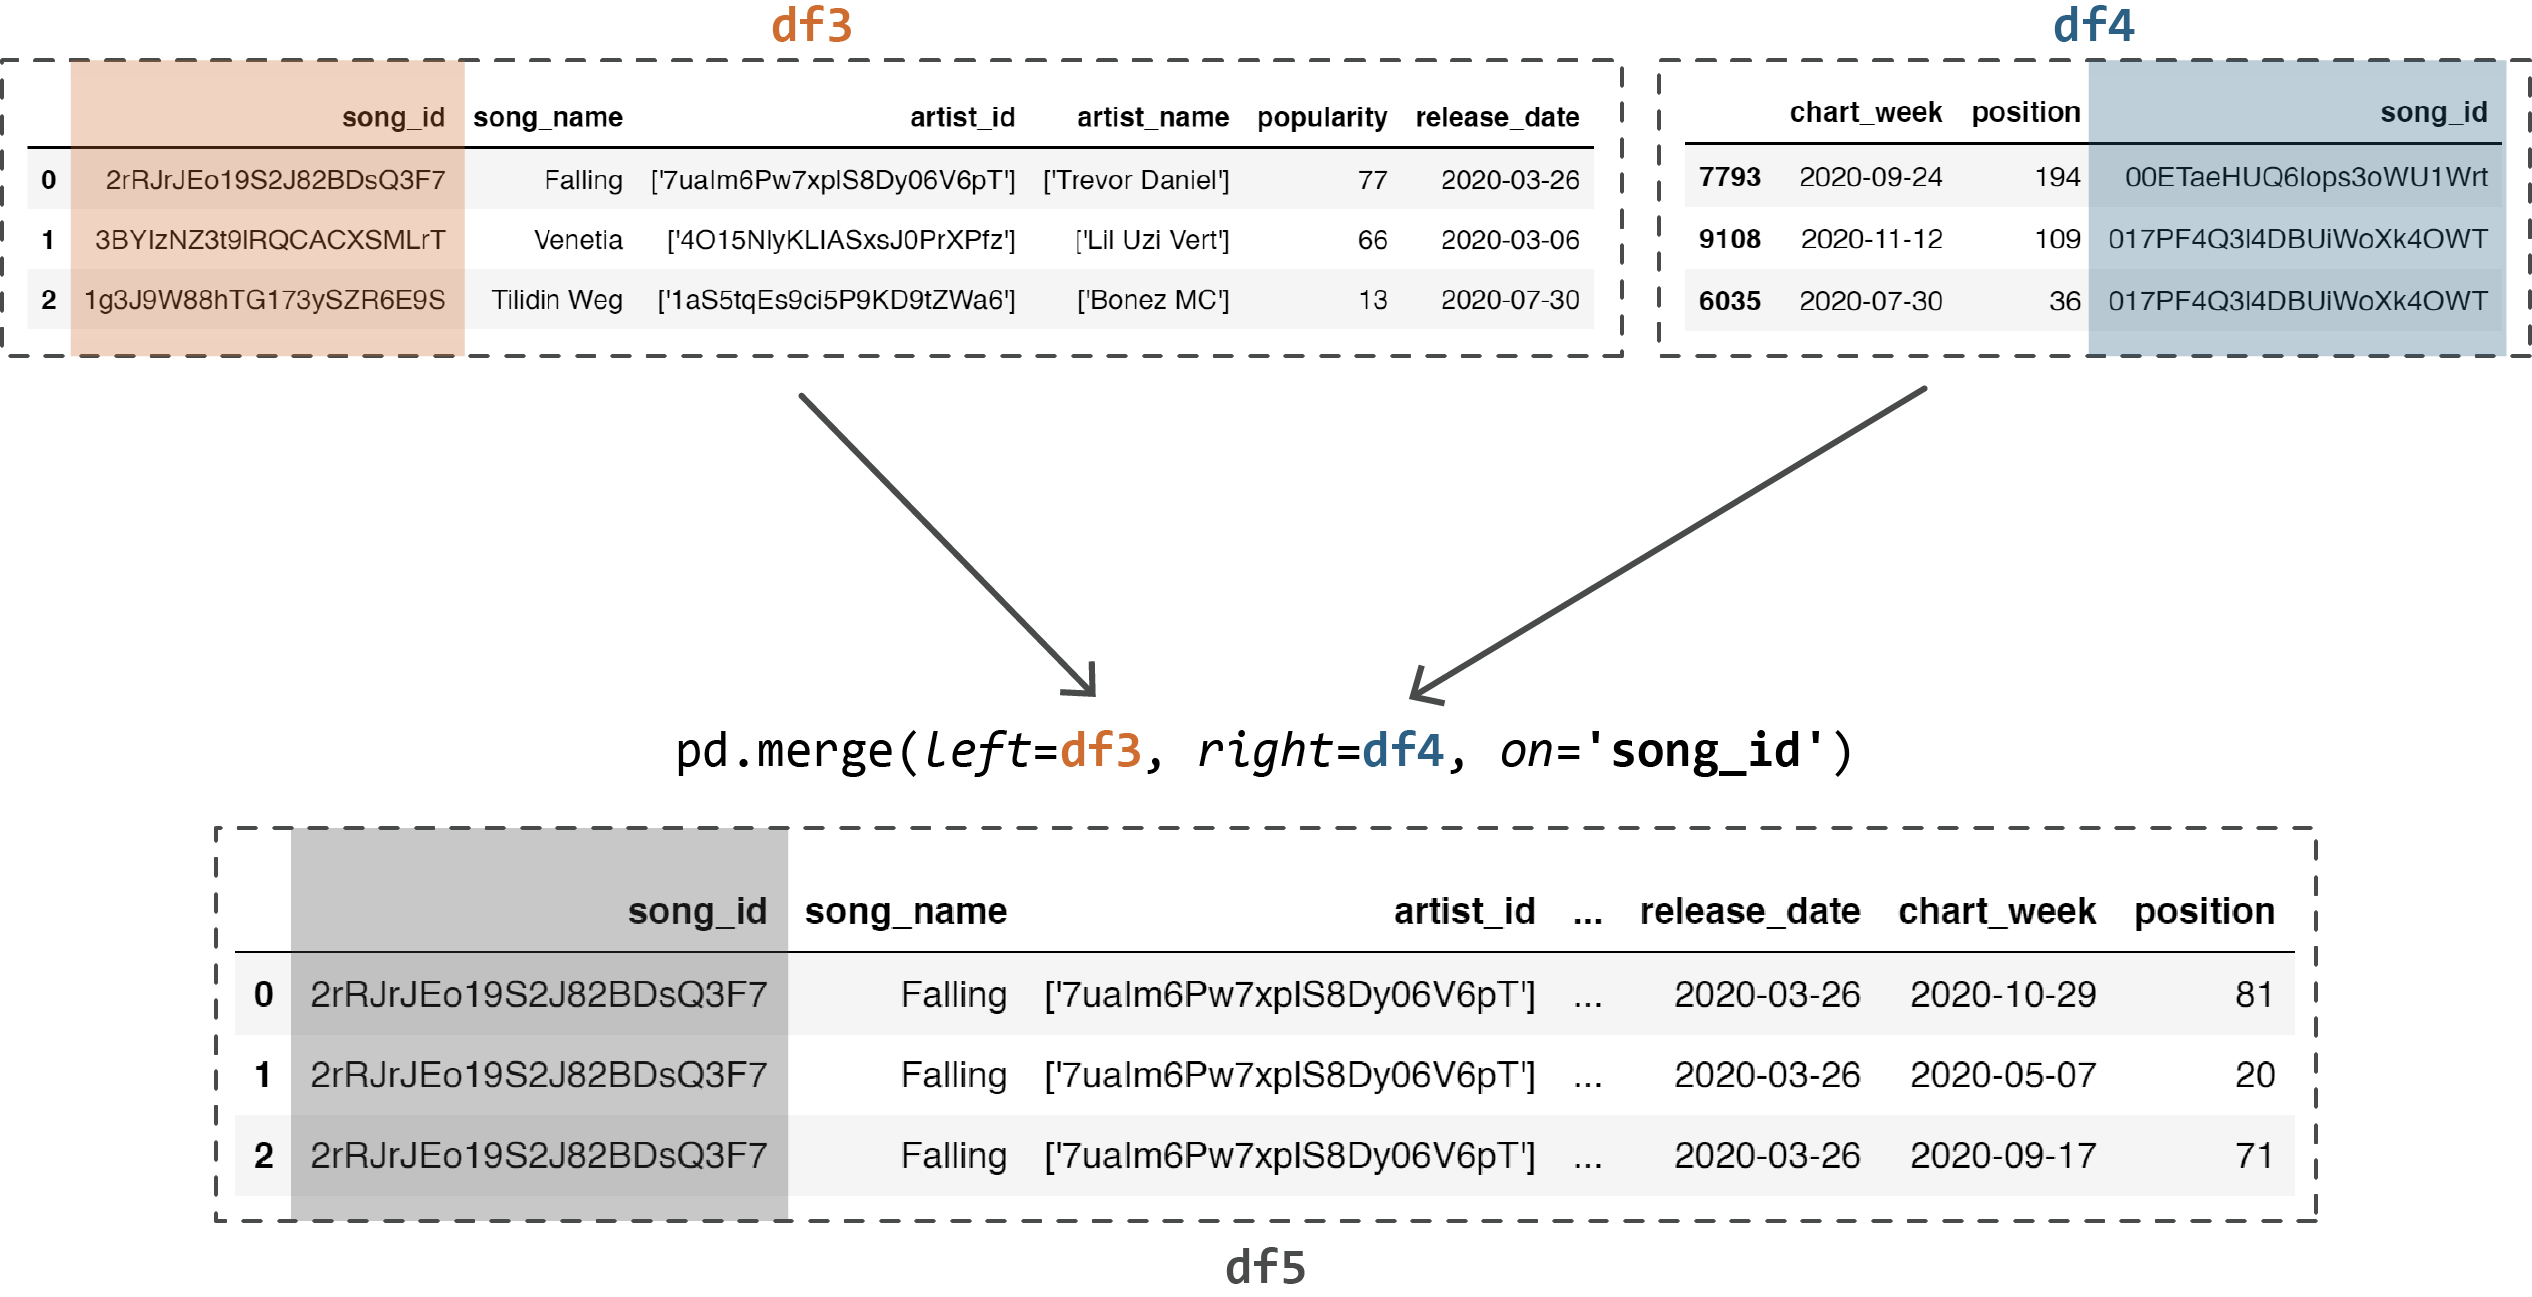 df3
song_id song_name artist_id artist_name popularity release_date
0 2rRJrJEo19S2J82BDsQ3F7 Falling ['7uaIm6Pw7xplS8Dy06V6pT'] ['Trevor Daniel'] 77 2020-03-26
1 3BYIzNZ3t9lRQCACXSMLrT Venetia ['4O15NlyKLIASxsJ0PrXPfz'] ['Lil Uzi Vert'] 66 2020-03-06
2 1g3J9W88hTG173ySZR6E9S Tilidin Weg ['1aS5tqEs9ci5P9KD9tZWa6'] ['Bonez MC'] 13 2020-07-30
df4
chart_week position song_id
7793 2020-09-24 194 00ETaeHUQ6lops3oWU1Wrt
9108 2020-11-12 109 017PF4Q3l4DBUiWoXk4OWT
6035 2020-07-30 36 017PF4Q3l4DBUiWoXk4OWT
pd.merge(left=df3, right=df4, on='song_id')
song_id song_name artist_id ... release_date chart_week position
0 2rRJrJEo19S2J82BDsQ3F7 Falling ['7uaIm6Pw7xplS8Dy06V6pT'] ... 2020-03-26 2020-10-29 81
1 2rRJrJEo19S2J82BDsQ3F7 Falling ['7uaIm6Pw7xplS8Dy06V6pT'] ... 2020-03-26 2020-05-07 20
2 2rRJrJEo19S2J82BDsQ3F7 Falling ['7uaIm6Pw7xplS8Dy06V6pT'] ... 2020-03-26 2020-09-17 71
df5